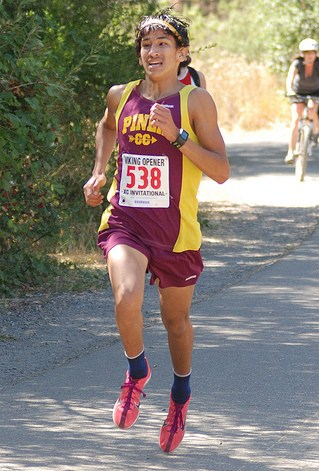 PINER
CC
VIKING OPENER
538
XC INVITATIONAL